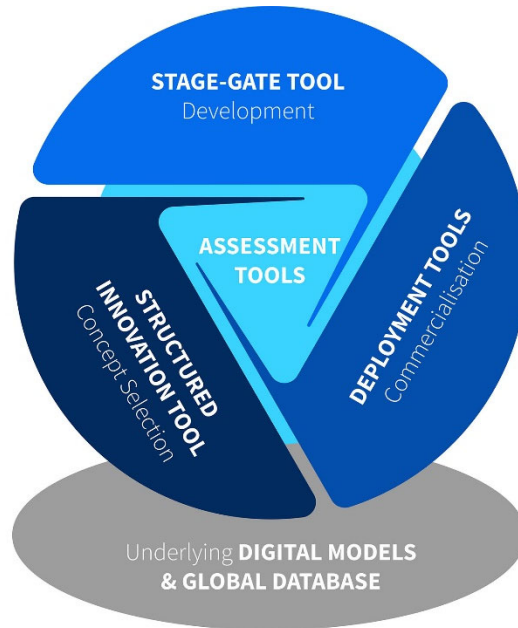 STAGE-GATE TOOL
Development
ASSESSMENT
TOOLS
DEPLOYMENT TOOLS
Commercialisation
STRUCTURED
INNOVATION TOOL
Concept Selection
Underlying DIGITAL MODELS
& GLOBAL DATABASE